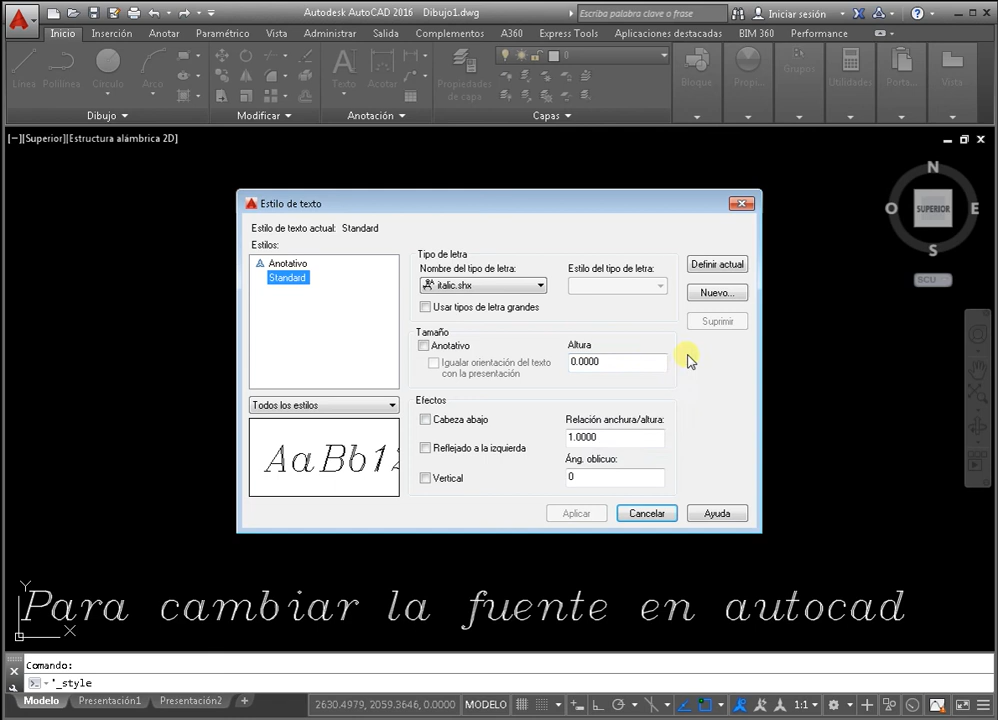 Autodesk AutoCAD 2016 Dibujo1.dwg
Escriba palabra clave o frase
Iniciar sesión
Inicio Inserción Anotar Paramétrico Vista Administrar Salida Complementos A360 Express Tools Aplicaciones destacadas BIM 360 Performance
Línea Polilínea Círculo Arco Texto Acotar Propiedades de capa 0 Bloque Propi... Grupos Utilidades Porta... Vista
Dibujo Modificar Anotación Capas
[−][Superior][Estructura alámbrica 2D]
N
O SUPERIOR E
S
SCU
Estilo de texto
Estilo de texto actual: Standard
Estilos:
Anotativo
Standard
Todos los estilos
AaBb12
Tipo de letra
Nombre del tipo de letra: Estilo del tipo de letra:
italic.shx
Usar tipos de letra grandes
Tamaño
Anotativo
Igualar orientación del texto
con la presentación
Altura
0.0000
Efectos
Cabeza abajo
Reflejado a la izquierda
Vertical
Relación anchura/altura:
1.0000
Áng. oblicuo:
0
Definir actual
Nuevo...
Suprimir
Aplicar Cancelar Ayuda
Y
Para cambiar la fuente en autocad
X
Comando:
'_style
Modelo Presentación1 Presentación2 +
2630.4979, 2059.3646, 0.0000 MODELO 1:1